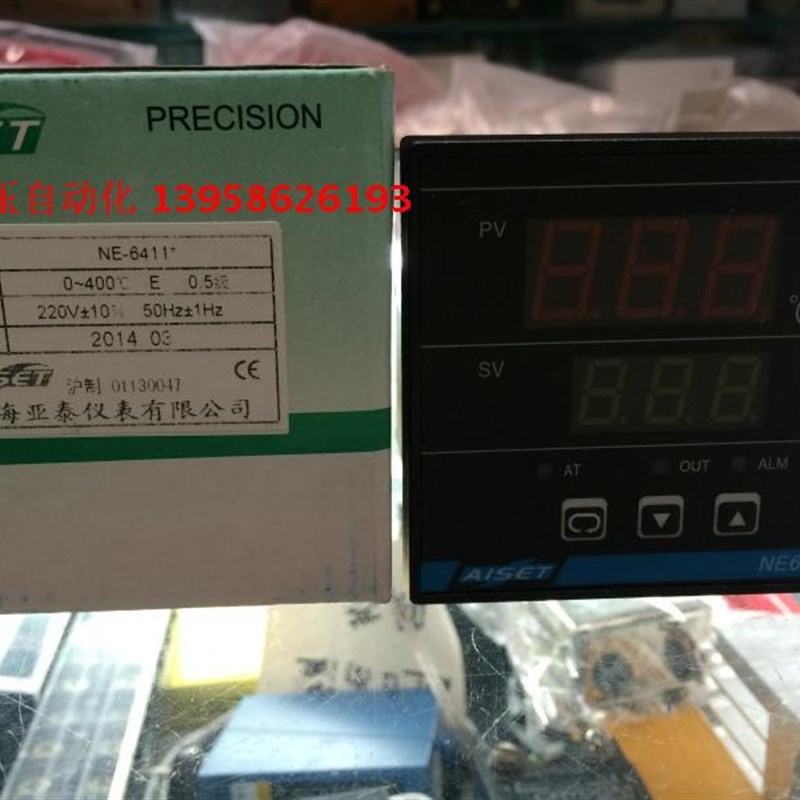 PRECISION
自动化 13958626193
NE-6411*
0~400℃ E 0.5级
220V±10% 50Hz±1Hz
2014.03
沪制 01130047
CE
海亚泰仪表有限公司
PV
SV
AT OUT ALM
AISET NE6